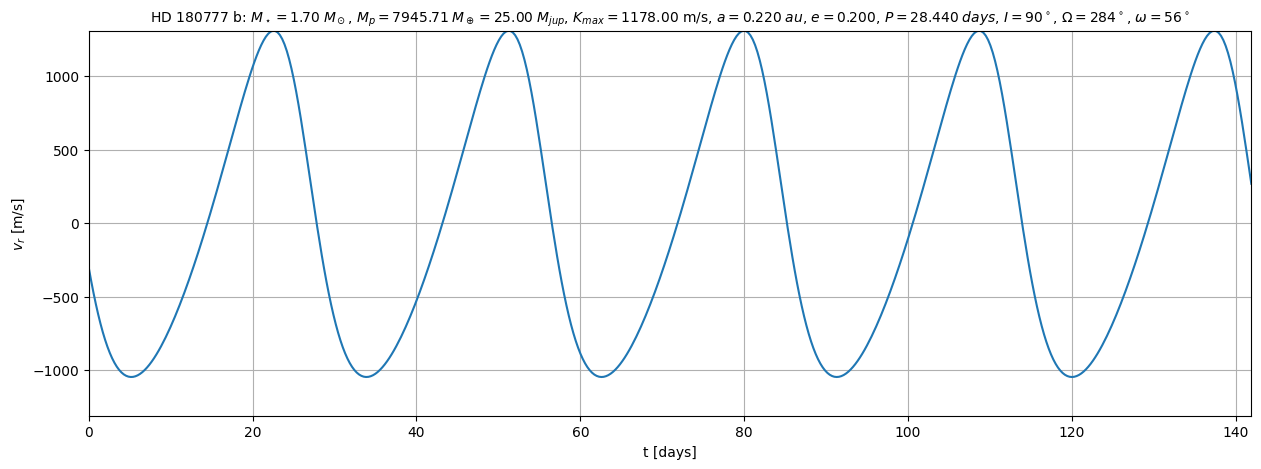 HD 180777 b: $M_\star = 1.70\ M_\odot$, $M_p = 7945.71\ M_\oplus = 25.00\ M_{jup}$, $K_{max} = 1178.00$ m/s, $a = 0.220\ au$, $e = 0.200$, $P = 28.440\ days$, $I = 90^\circ$, $\Omega = 284^\circ$, $\omega = 56^\circ$
1000
500
0
−500
−1000
$v_r$ [m/s]
0 20 40 60 80 100 120 140
t [days]